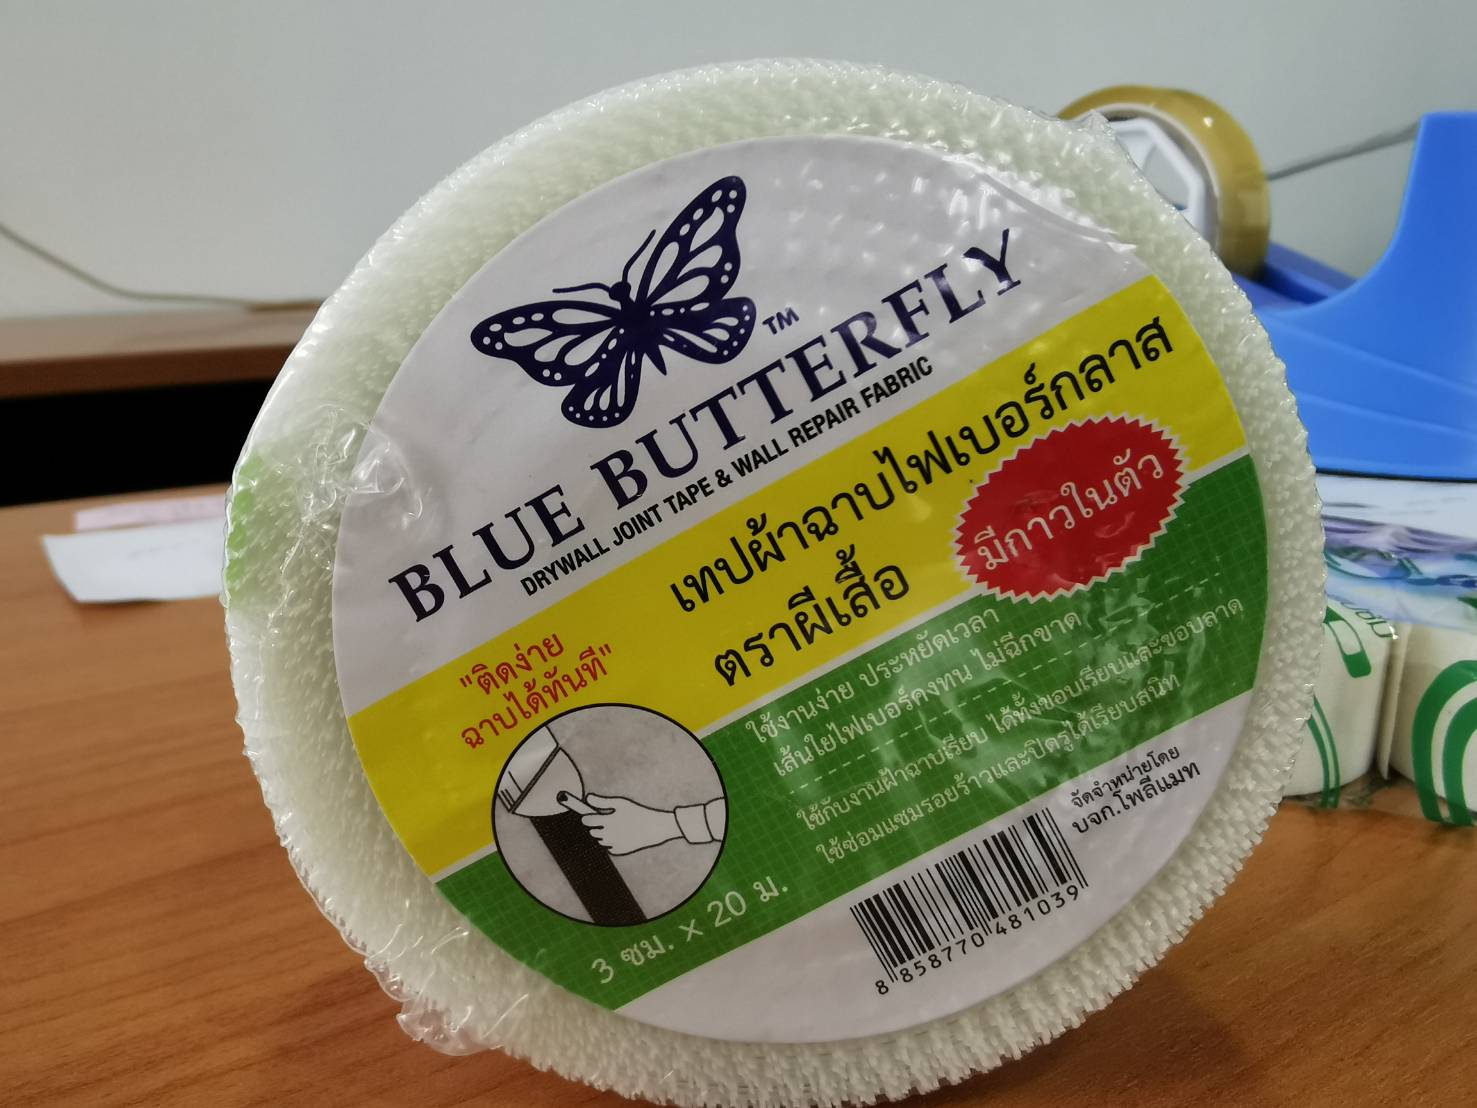 TM
BLUE BUTTERFLY
DRYWALL JOINT TAPE & WALL REPAIR FABRIC
เทปผ้าฉาบไฟเบอร์กลาส
ตราผีเสื้อ
มีกาวในตัว
"ติดง่าย
ฉาบได้ทันที"
ใช้งานง่าย ประหยัดเวลา
เส้นใยไฟเบอร์คงทน ไม่ฉีกขาด
ใช้กับงานฝ้าฉาบเรียบ ได้ทั้งขอบเรียบและขอบลาด
ใช้ซ่อมแซมรอยร้าวและปิดรูได้เรียบสนิท
3 ซม. x 20 ม.
จัดจำหน่ายโดย
บจก.โพลีแมท
8 858770 481039